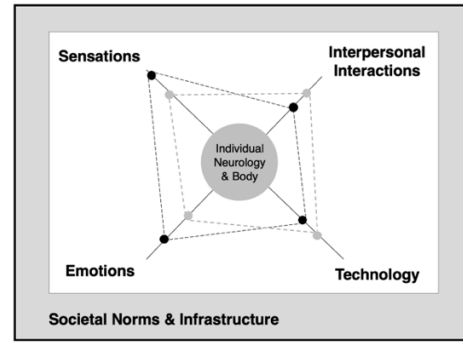 Sensations
Interpersonal
Interactions
Individual
Neurology
& Body
Emotions
Technology
Societal Norms & Infrastructure